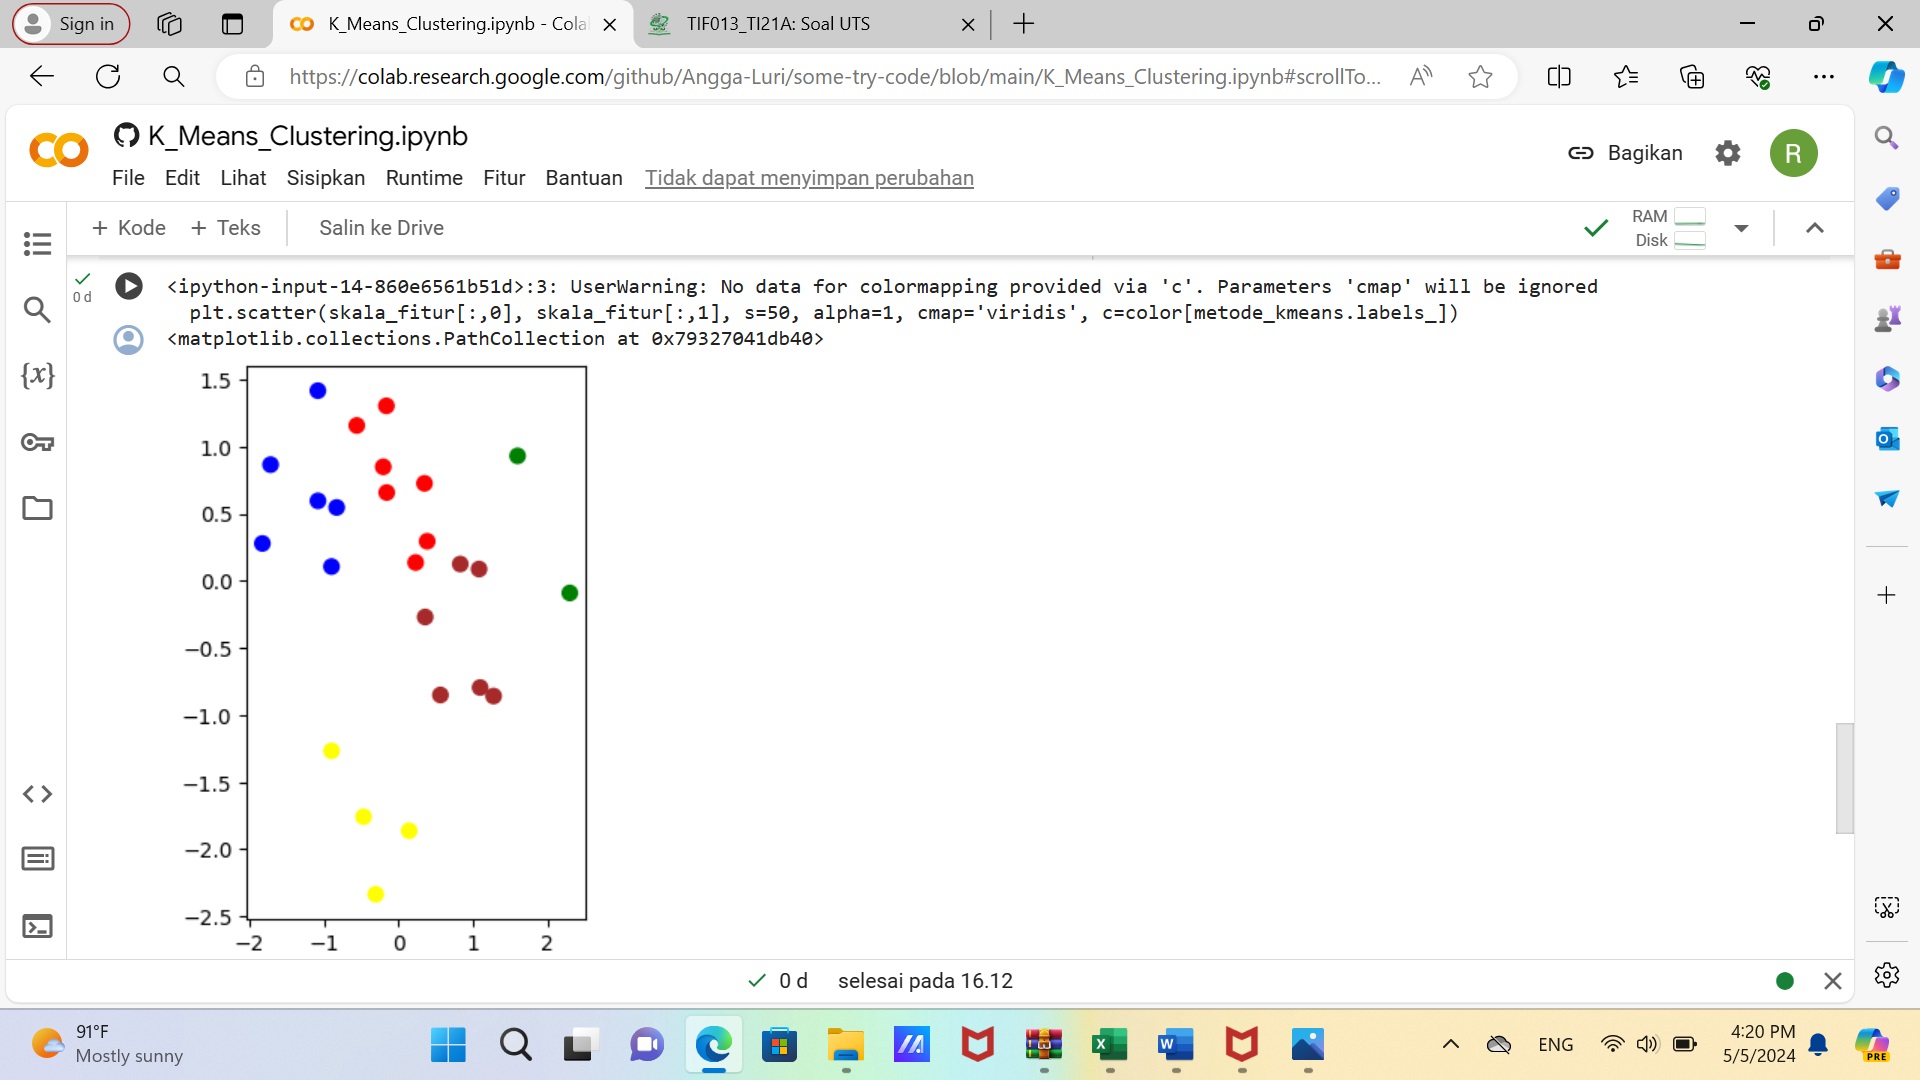 Sign in
K_Means_Clustering.ipynb - Cola
TIF013_TI21A: Soal UTS
https://colab.research.google.com/github/Angga-Luri/some-try-code/blob/main/K_Means_Clustering.ipynb#scrollTo...
K_Means_Clustering.ipynb
Bagikan
R
File Edit Lihat Sisipkan Runtime Fitur Bantuan Tidak dapat menyimpan perubahan
+ Kode + Teks Salin ke Drive
RAM
Disk
0 d
<ipython-input-14-860e6561b51d>:3: UserWarning: No data for colormapping provided via 'c'. Parameters 'cmap' will be ignored
plt.scatter(skala_fitur[:,0], skala_fitur[:,1], s=50, alpha=1, cmap='viridis', c=color[metode_kmeans.labels_])
<matplotlib.collections.PathCollection at 0x79327041db40>
{x}
1.5
1.0
0.5
0.0
−0.5
−1.0
−1.5
−2.0
−2.5
−2 −1 0 1 2
0 d selesai pada 16.12
91°F
Mostly sunny
ENG
4:20 PM
5/5/2024
PRE